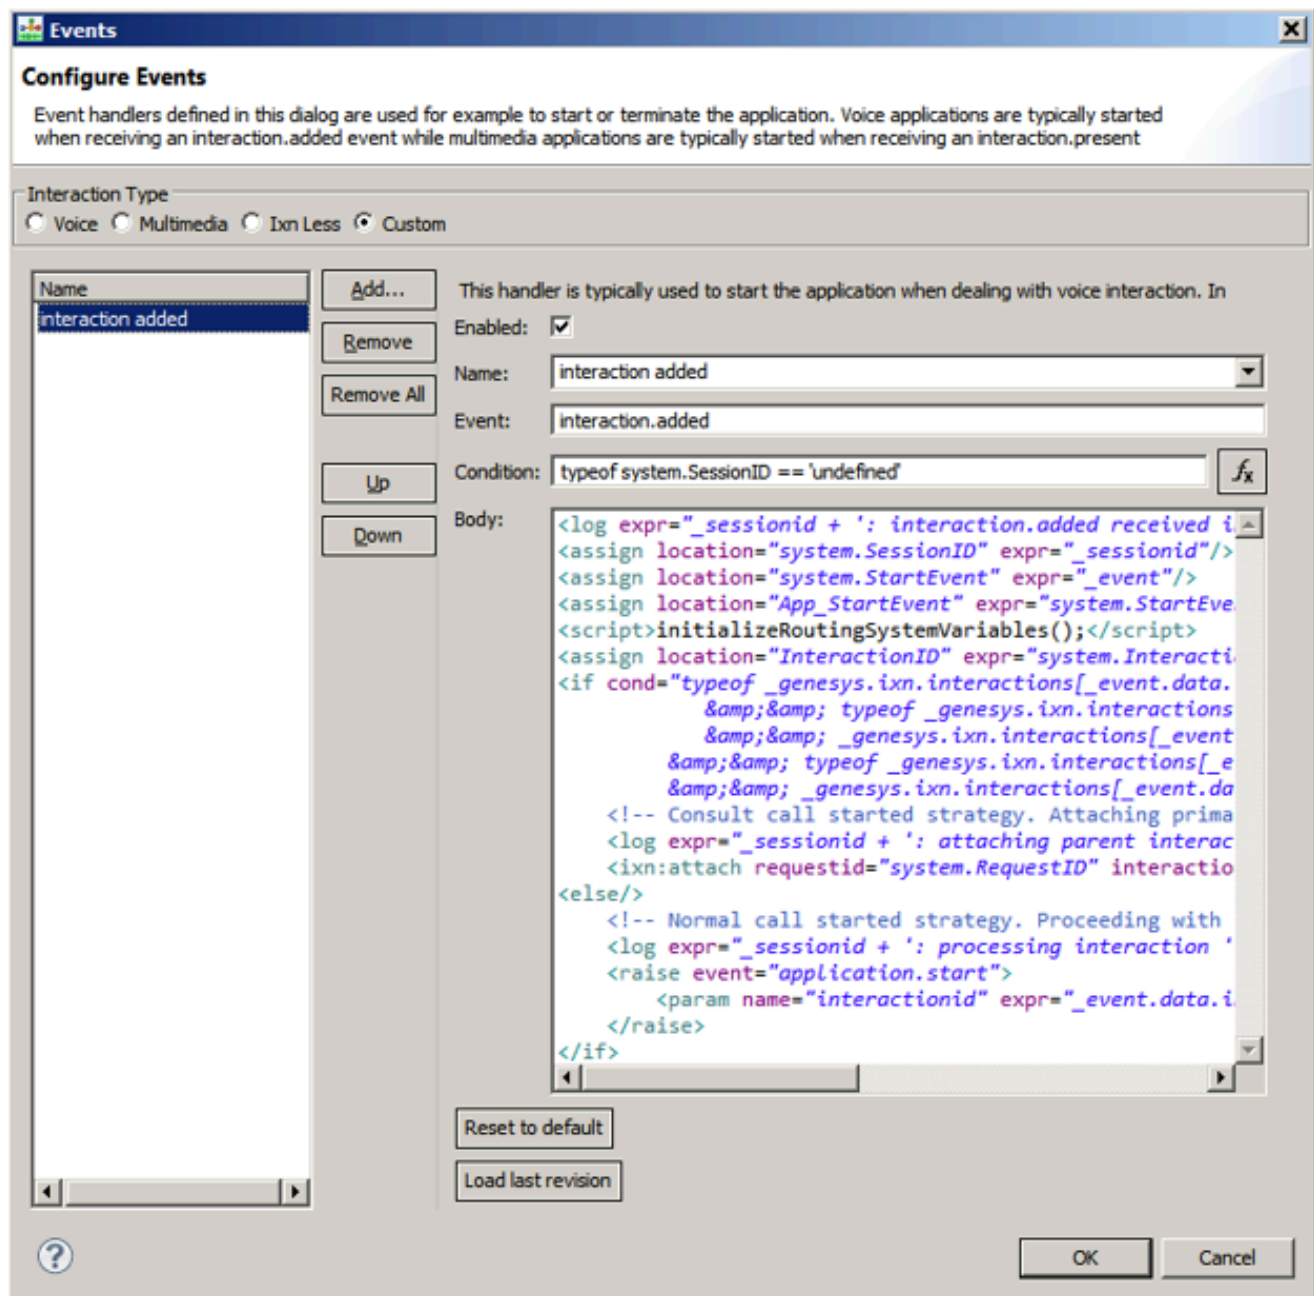 Events
Configure Events
Event handlers defined in this dialog are used for example to start or terminate the application. Voice applications are typically started
when receiving an interaction.added event while multimedia applications are typically started when receiving an interaction.present
Interaction Type
Voice Multimedia Ixn Less Custom
Name
interaction added
Add...
Remove
Remove All
Up
Down
This handler is typically used to start the application when dealing with voice interaction. In
Enabled:
Name: interaction added
Event: interaction.added
Condition: typeof system.SessionID == 'undefined' fx
Body:
<log expr="_sessionid + ': interaction.added received i
<assign location="system.SessionID" expr="_sessionid"/>
<assign location="system.StartEvent" expr="_event"/>
<assign location="App_StartEvent" expr="system.StartEve
<script>initializeRoutingSystemVariables();</script>
<assign location="InteractionID" expr="system.Interacti
<if cond="typeof _genesys.ixn.interactions[_event.data.
&amp;&amp; typeof _genesys.ixn.interactions
&amp;&amp; _genesys.ixn.interactions[_event
&amp;&amp; typeof _genesys.ixn.interactions[_e
&amp;&amp; _genesys.ixn.interactions[_event.da
<!-- Consult call started strategy. Attaching prima
<log expr="_sessionid + ': attaching parent interac
<ixn:attach requestid="system.RequestID" interactio
<else/>
<!-- Normal call started strategy. Proceeding with
<log expr="_sessionid + ': processing interaction '
<raise event="application.start">
<param name="interactionid" expr="_event.data.i
</raise>
</if>
Reset to default
Load last revision
?
OK Cancel